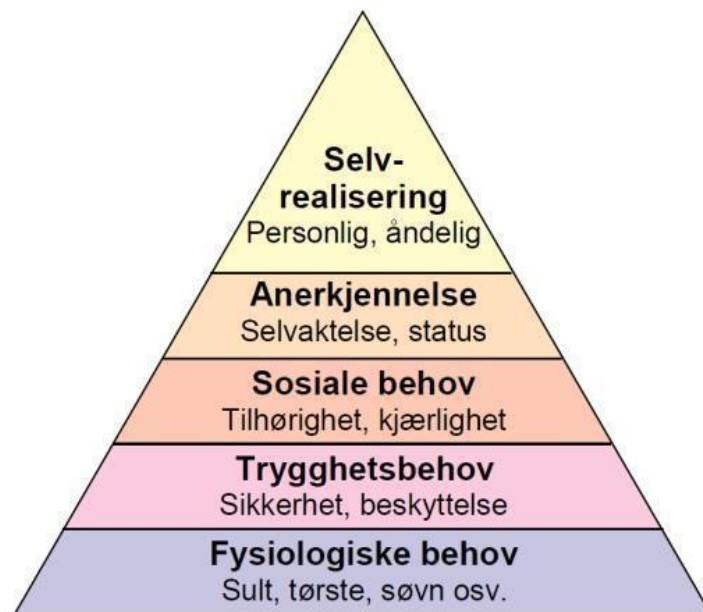 Selv-
realisering
Personlig, åndelig
Anerkjennelse
Selvaktelse, status
Sosiale behov
Tilhørighet, kjærlighet
Trygghetsbehov
Sikkerhet, beskyttelse
Fysiologiske behov
Sult, tørste, søvn osv.